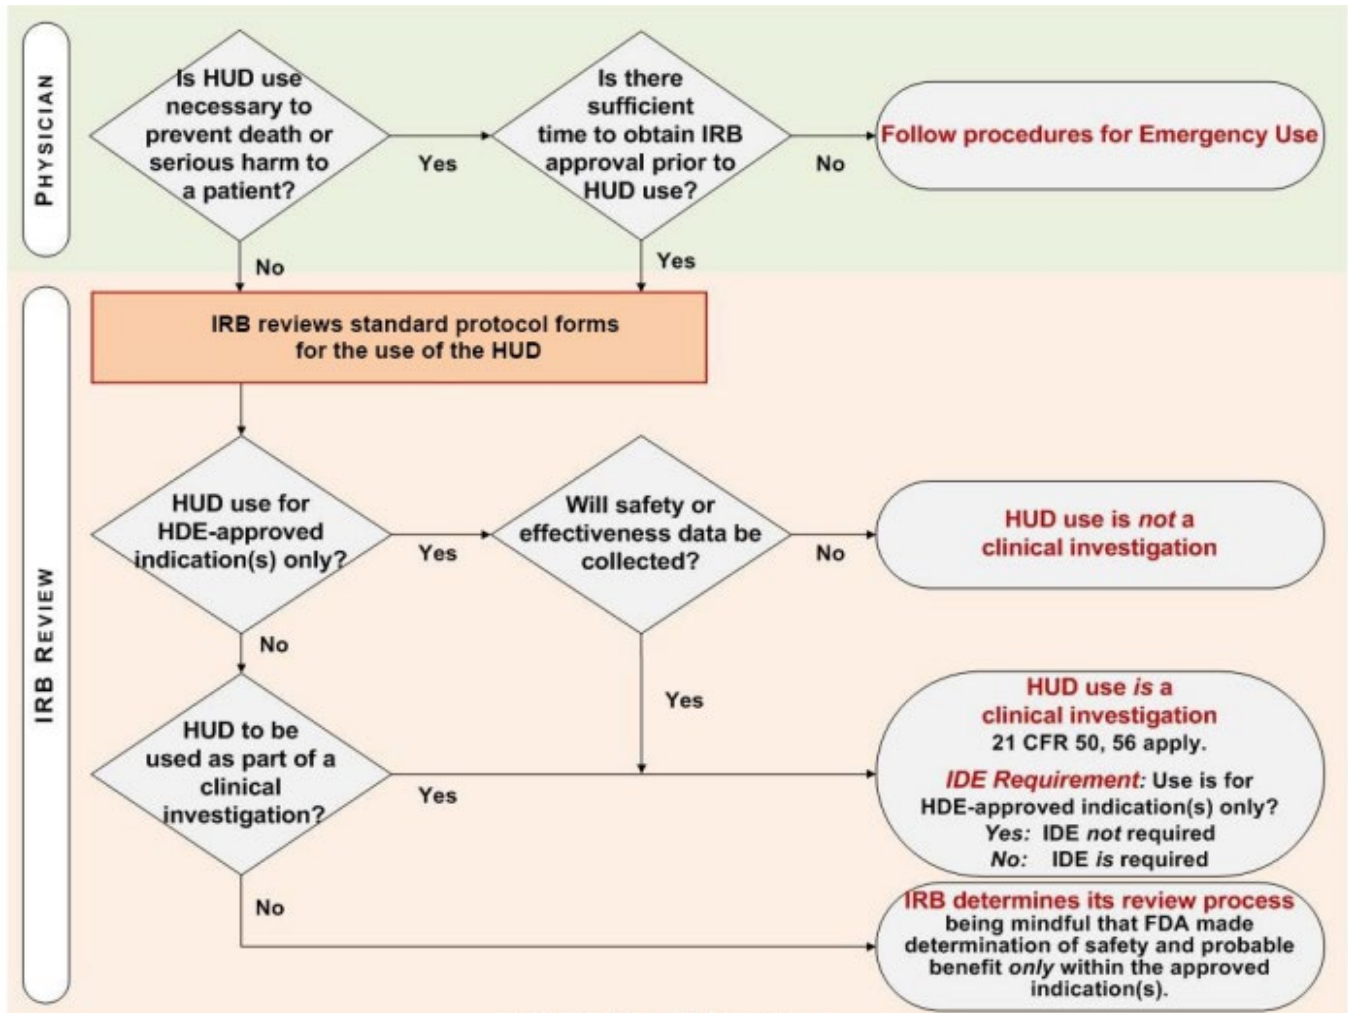 PHYSICIAN
Is HUD use
necessary to
prevent death or
serious harm to
a patient?
Yes
Is there
sufficient
time to obtain IRB
approval prior to
HUD use?
No
Follow procedures for Emergency Use
No
Yes
IRB REVIEW
IRB reviews standard protocol forms
for the use of the HUD
HUD use for
HDE-approved
indication(s) only?
Yes
Will safety or
effectiveness data be
collected?
No
HUD use is not a
clinical investigation
No
Yes
HUD to be
used as part of a
clinical
investigation?
Yes
HUD use is a
clinical investigation
21 CFR 50, 56 apply.
IDE Requirement: Use is for
HDE-approved indication(s) only?
Yes: IDE not required
No: IDE is required
No
IRB determines its review process
being mindful that FDA made
determination of safety and probable
benefit only within the approved
indication(s).